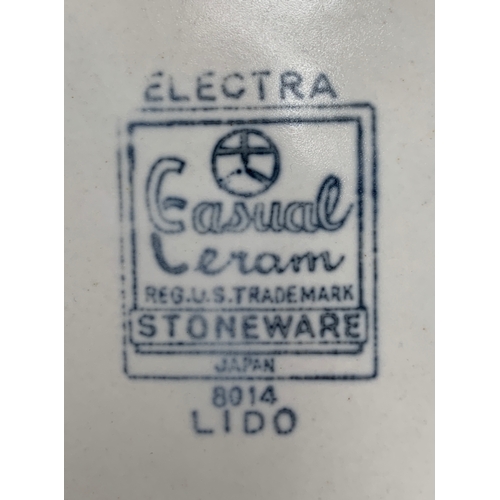 ELECTRA
Casual
Ceram
REG.U.S.TRADEMARK
STONEWARE
JAPAN
8014
LIDO